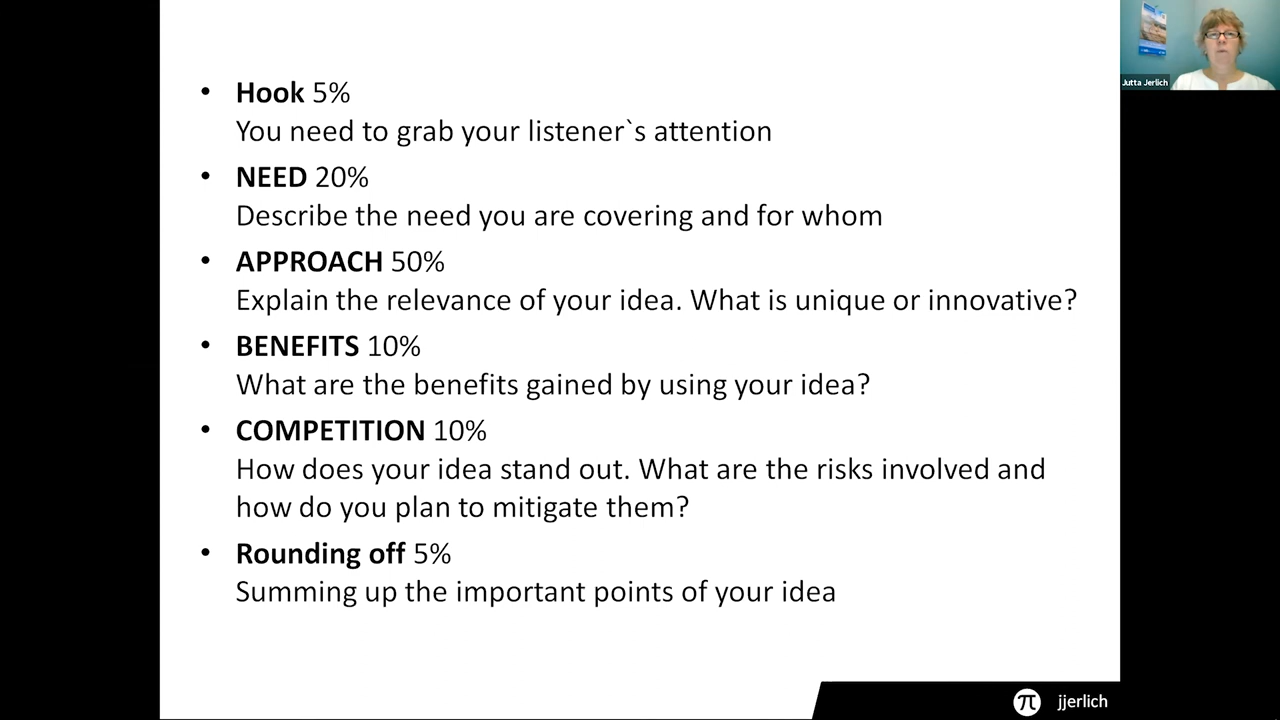 • Hook 5%
You need to grab your listener`s attention
• NEED 20%
Describe the need you are covering and for whom
• APPROACH 50%
Explain the relevance of your idea. What is unique or innovative?
• BENEFITS 10%
What are the benefits gained by using your idea?
• COMPETITION 10%
How does your idea stand out. What are the risks involved and
how do you plan to mitigate them?
• Rounding off 5%
Summing up the important points of your idea
π jjerlich
Jutta Jerlich